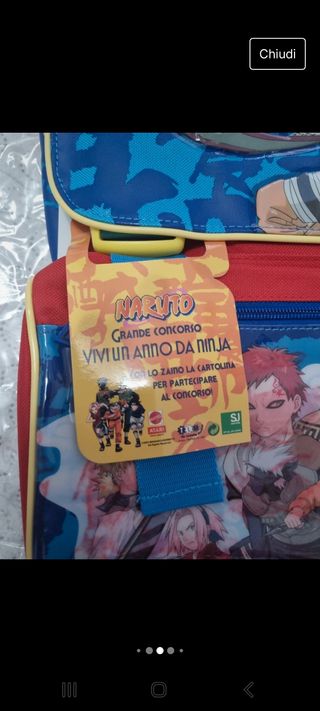 Chiudi
NARUTO
GRANDE CONCORSO
VIVI UN ANNO DA NINJA
CON LO ZAINO LA CARTOLINA
PER PARTECIPARE
AL CONCORSO!
ATARI
SJ